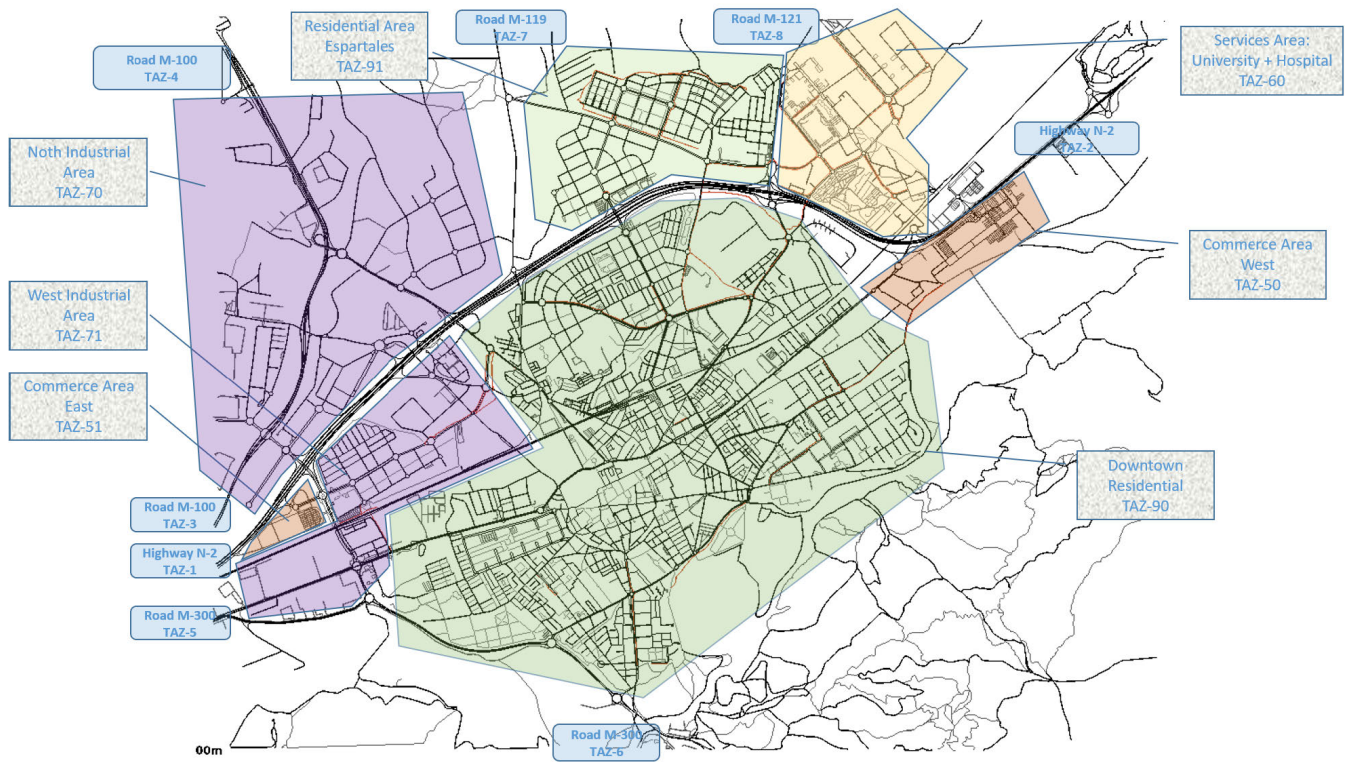 Road M-119
TAZ-7
Road M-121
TAZ-8
Residential Area
Espartales
TAZ-91
Services Area:
University + Hospital
TAZ-60
Road M-100
TAZ-4
Highway N-2
TAZ-2
Noth Industrial
Area
TAZ-70
Commerce Area
West
TAZ-50
West Industrial
Area
TAZ-71
Commerce Area
East
TAZ-51
Downtown
Residential
TAZ-90
Road M-100
TAZ-3
Highway N-2
TAZ-1
Road M-300
TAZ-5
Road M-300
TAZ-6
00m